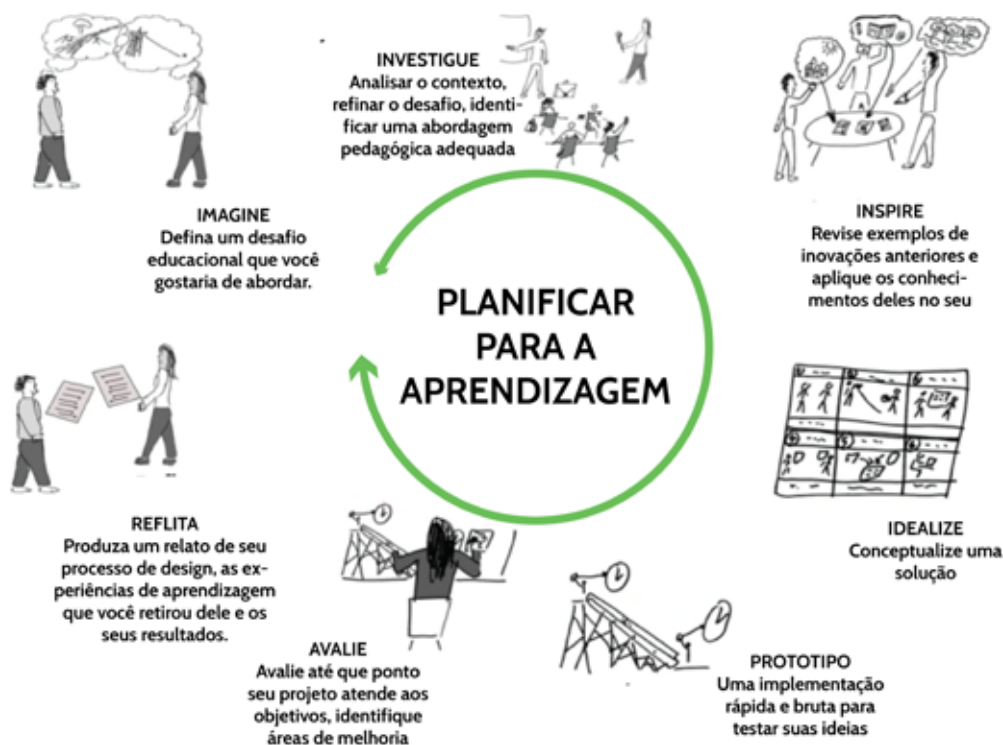 INVESTIGUE
Analisar o contexto,
refinar o desafio, identi-
ficar uma abordagem
pedagógica adequada
IMAGINE
Defina um desafio
educacional que você
gostaria de abordar.
INSPIRE
Revise exemplos de
inovações anteriores e
aplique os conheci-
mentos deles no seu
PLANIFICAR
PARA A
APRENDIZAGEM
IDEALIZE
Conceptualize uma
solução
PROTOTIPO
Uma implementação
rápida e bruta para
testar suas ideias
AVALIE
Avalie até que ponto
seu projeto atende aos
objetivos, identifique
áreas de melhoria
REFLITA
Produza um relato de seu
processo de design, as ex-
periências de aprendizagem
que você retirou dele e os
seus resultados.